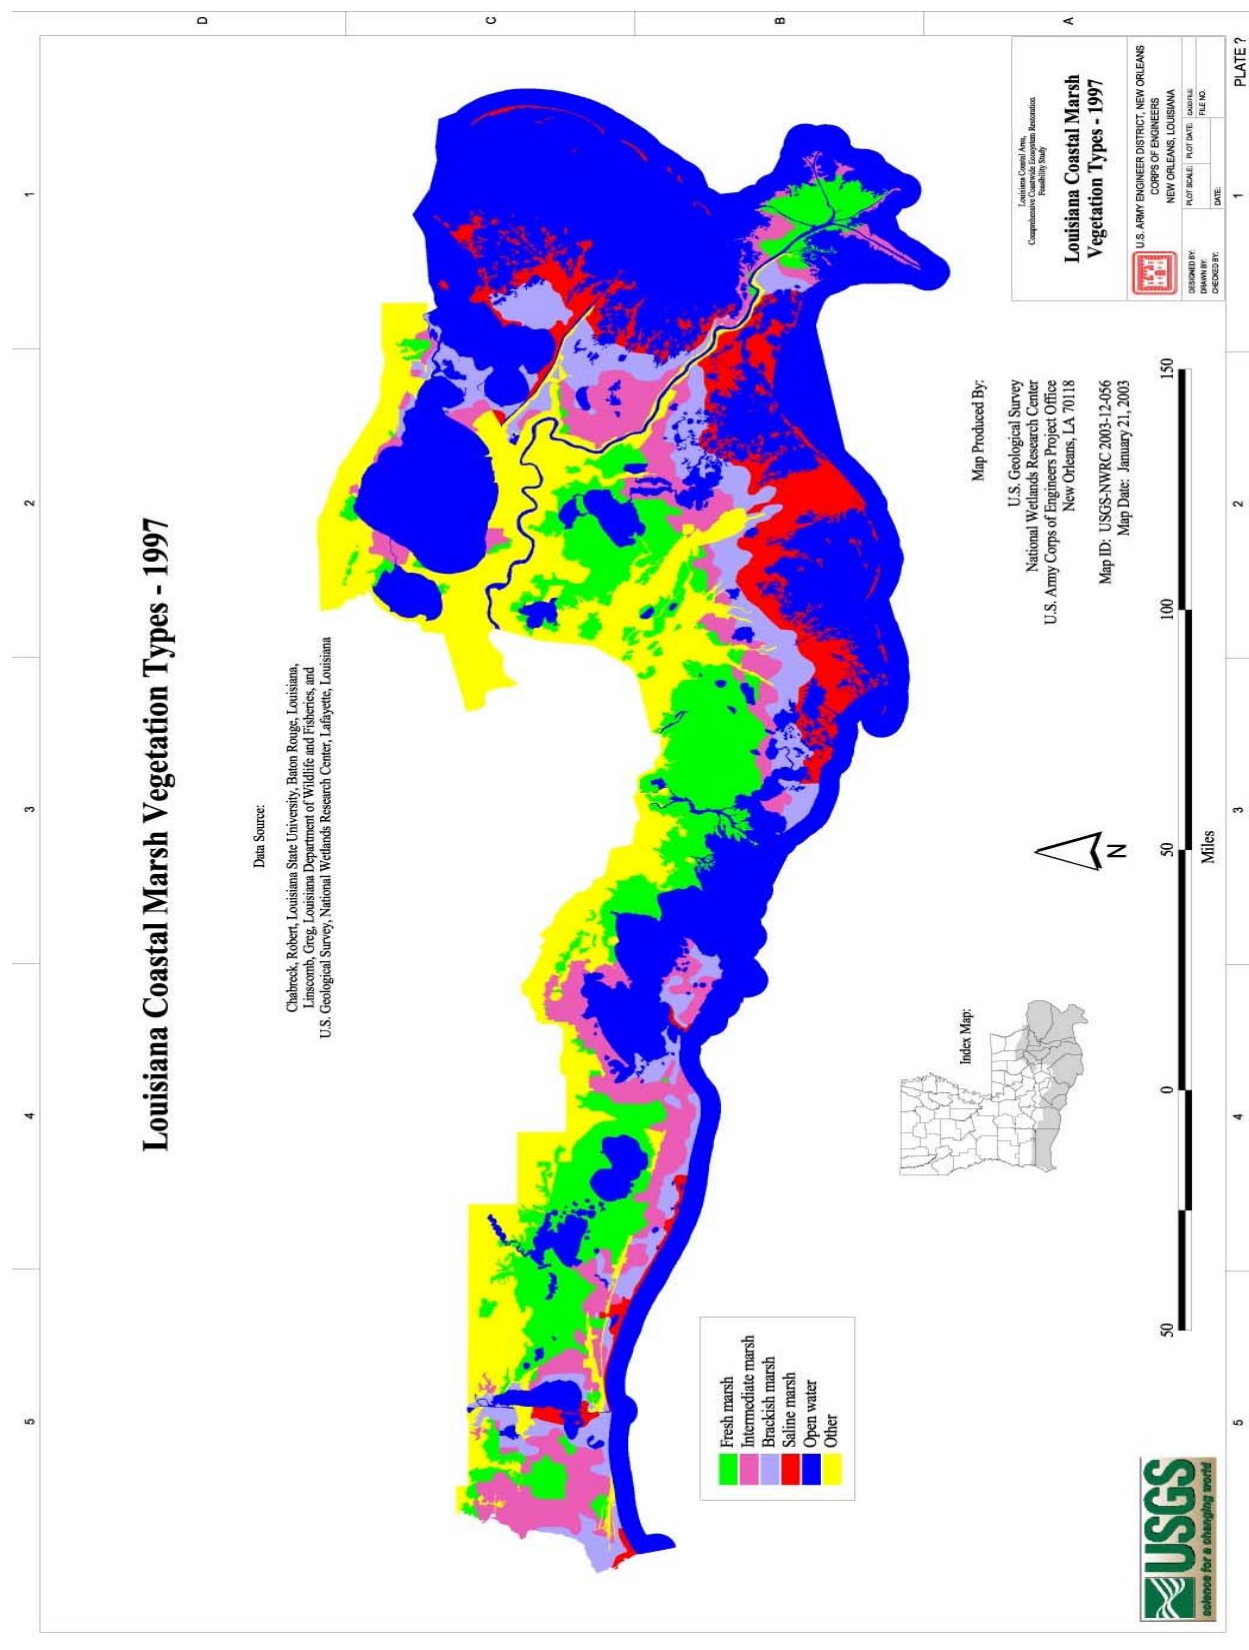 D
C
B
A
1
2
3
4
5
Louisiana Coastal Marsh Vegetation Types - 1997
Data Source:
Chabreck, Robert, Louisiana State University, Baton Rouge, Louisiana,
Linscomb, Greg, Louisiana Department of Wildlife and Fisheries, and
U.S. Geological Survey, National Wetlands Research Center, Lafayette, Louisiana
Fresh marsh
Intermediate marsh
Brackish marsh
Saline marsh
Open water
Other
Index Map:
N
Map Produced By:
U.S. Geological Survey
National Wetlands Research Center
U.S. Army Corps of Engineers Project Office
New Orleans, LA 70118
Map ID: USGS-NWRC 2003-12-056
Map Date: January 21, 2003
50
0
50
100
150
Miles
USGS
science for a changing world
Louisiana Coastal Area,
Comprehensive Coastwide Ecosystem Restoration
Feasibility Study
Louisiana Coastal Marsh
Vegetation Types - 1997
U.S. ARMY ENGINEER DISTRICT, NEW ORLEANS
CORPS OF ENGINEERS
NEW ORLEANS, LOUISIANA
DESIGNED BY:
DRAWN BY:
CHECKED BY:
PLOT SCALE:
PLOT DATE:
CADD FILE:
FILE NO.
DATE:
5
4
3
2
1
PLATE ?